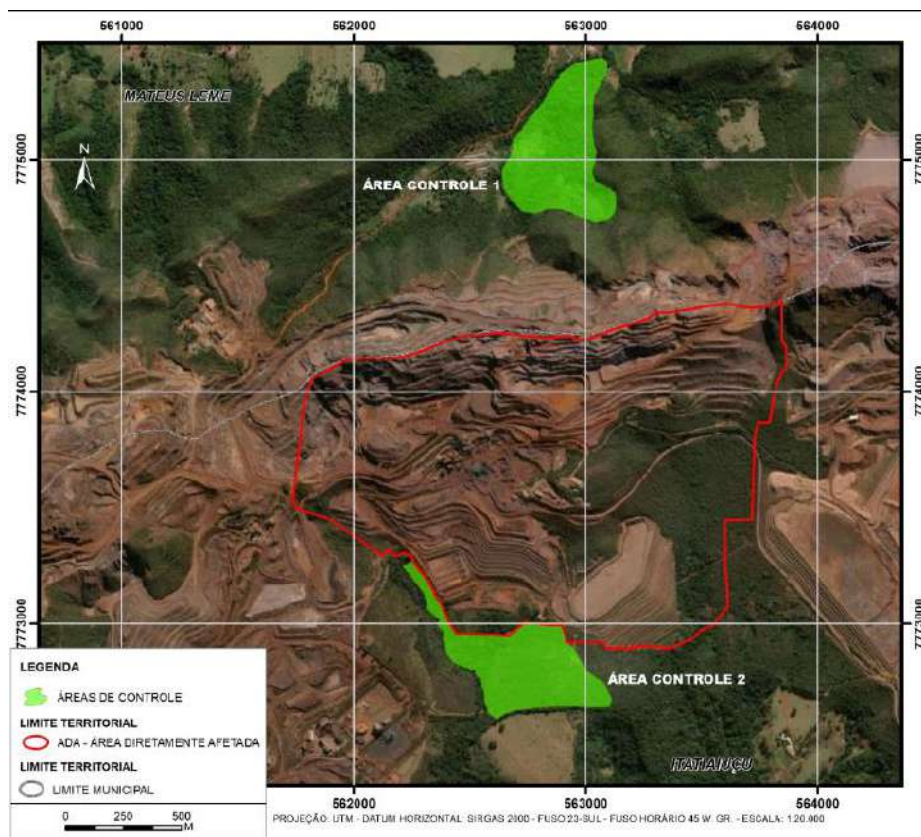 561000 562000 563000 564000
MATEUS LEME
7775000 7775000
N
ÁREA CONTROLE 1
7774000 7774000
7773000 7773000
ÁREA CONTROLE 2
ITATIAIUÇU
LEGENDA
ÁREAS DE CONTROLE
LIMITE TERRITORIAL
ADA - ÁREA DIRETAMENTE AFETADA
LIMITE TERRITORIAL
LIMITE MUNICIPAL
0 250 500
M
562000 563000 564000
PROJEÇÃO: UTM - DATUM HORIZONTAL: SIRGAS 2000 - FUSO 23-SUL - FUSO HORÁRIO 45 W. GR. - ESCALA: 1:20.000